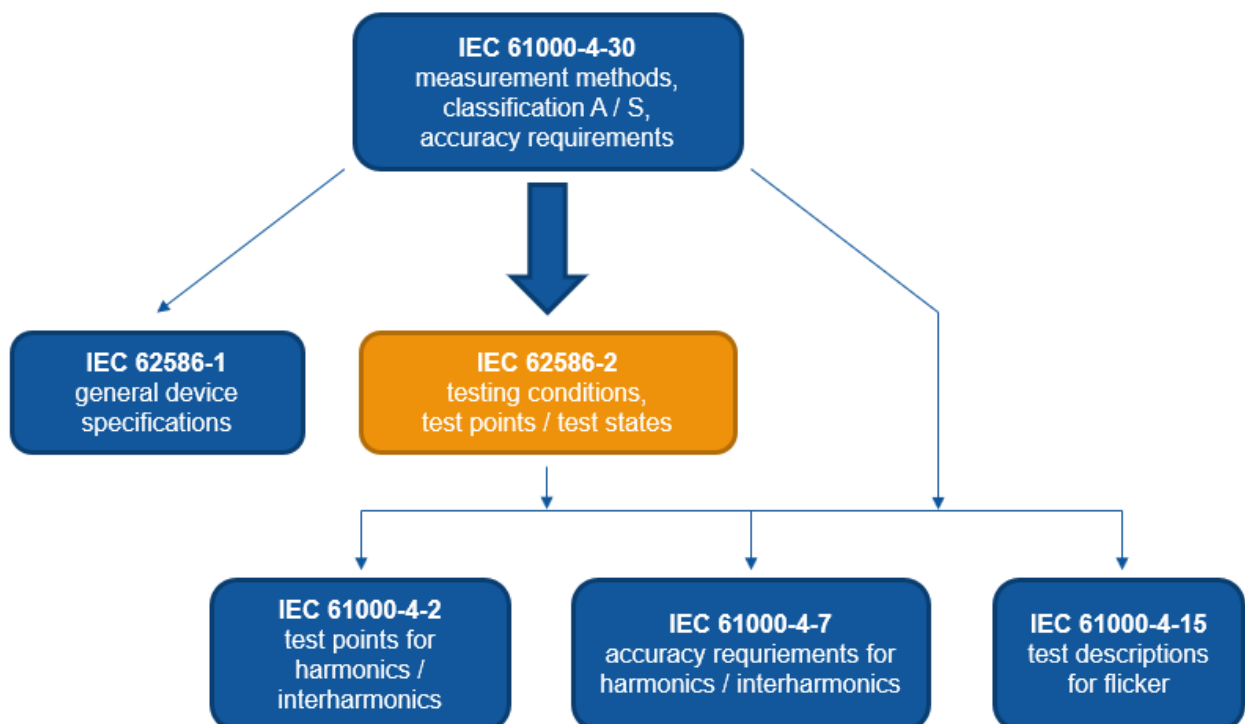 IEC 61000-4-30
measurement methods,
classification A / S,
accuracy requirements
IEC 62586-1
general device
specifications
IEC 62586-2
testing conditions,
test points / test states
IEC 61000-4-2
test points for
harmonics /
interharmonics
IEC 61000-4-7
accuracy requriements for
harmonics / interharmonics
IEC 61000-4-15
test descriptions
for flicker